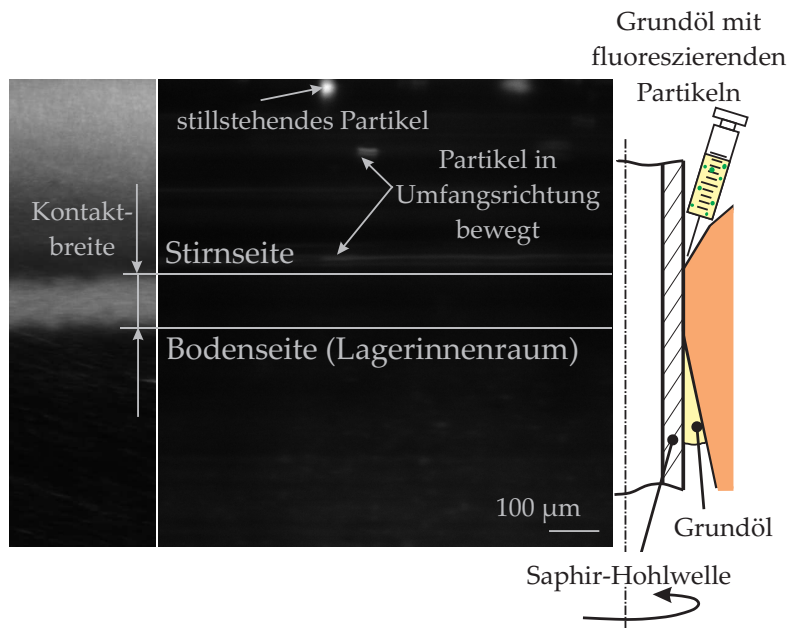 Grundöl mit
fluoreszierenden
Partikeln
stillstehendes Partikel
Partikel in
Umfangsrichtung
bewegt
Kontakt-
breite
Stirnseite
Bodenseite (Lagerinnenraum)
100 µm
Grundöl
Saphir-Hohlwelle